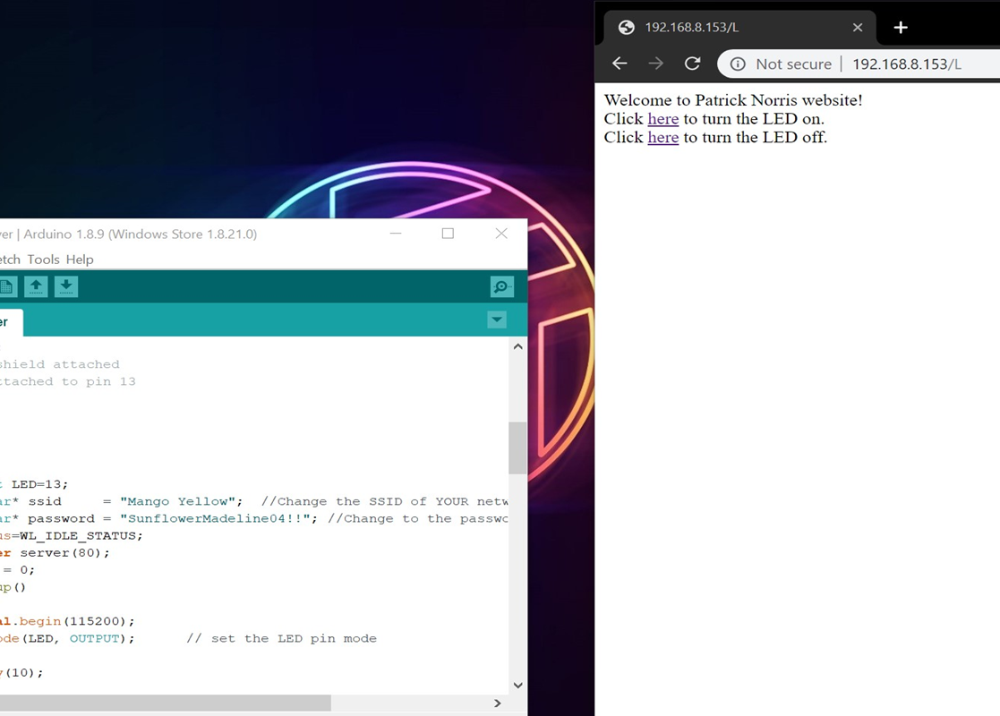 192.168.8.153/L
Not secure
192.168.8.153/L
Welcome to Patrick Norris website!
Click here to turn the LED on.
Click here to turn the LED off.
ver | Arduino 1.8.9 (Windows Store 1.8.21.0)
etch Tools Help
er
shield attached
ttached to pin 13
t LED=13;
ar* ssid     = "Mango Yellow";  //Change the SSID of YOUR netw
ar* password = "SunflowerMadeline04!!"; //Change to the passwo
us=WL_IDLE_STATUS;
er server(80);
= 0;
up()
al.begin(115200);
ode(LED, OUTPUT);      // set the LED pin mode
y(10);